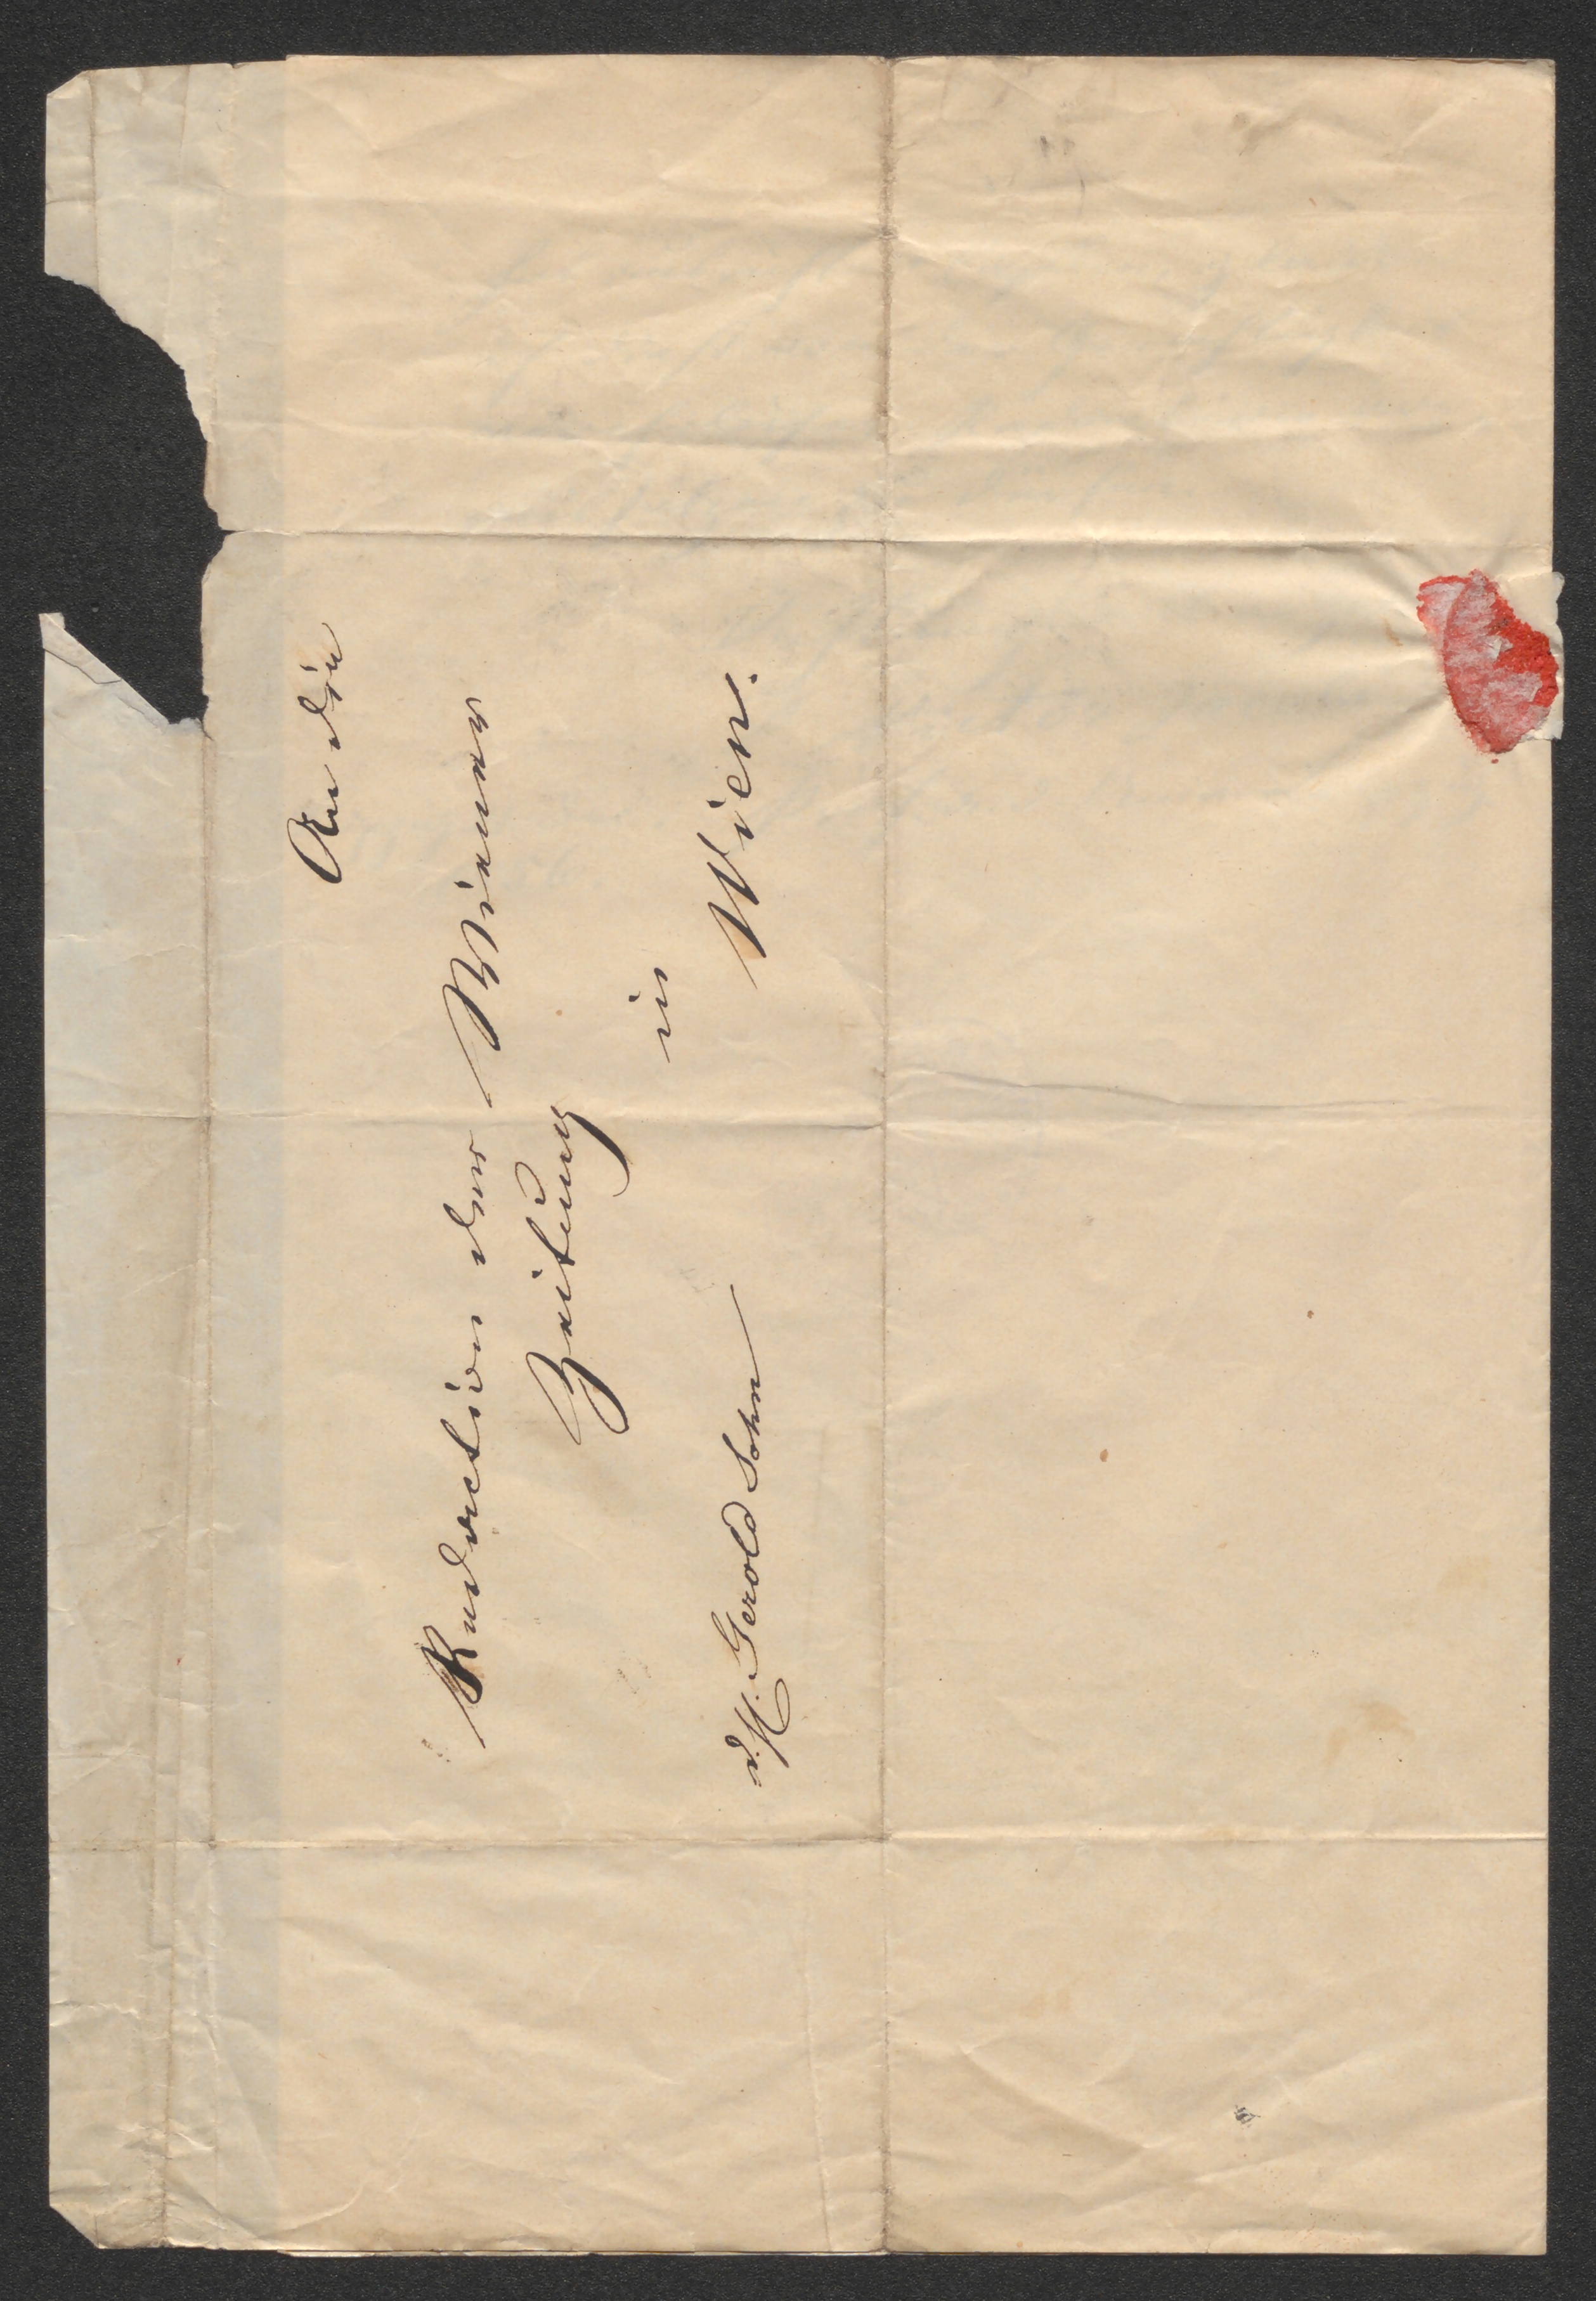 An die
Redaction der Wiener
Zeitung
in
Wien.
d. H. Gerold Sohn